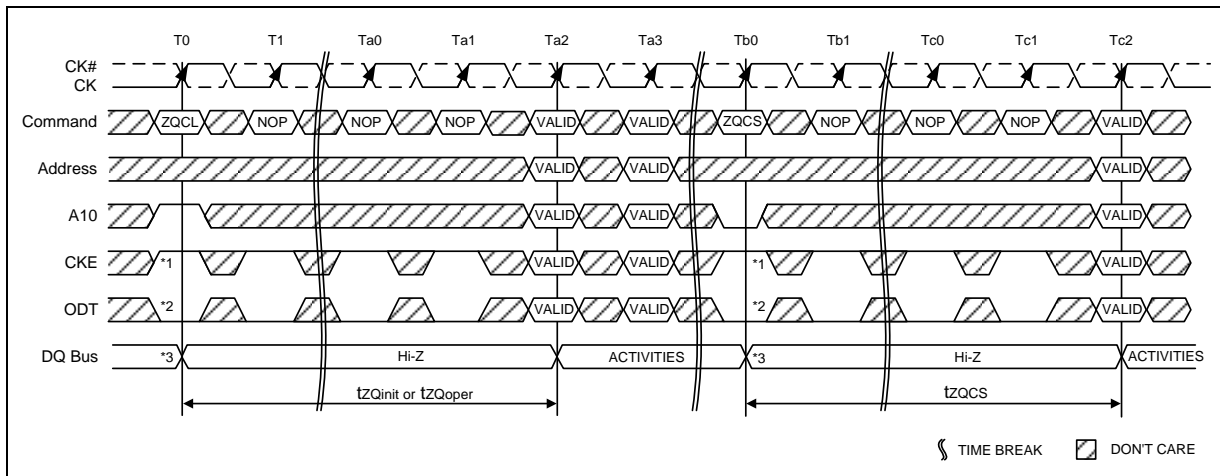 T0 T1 Ta0 Ta1 Ta2 Ta3 Tb0 Tb1 Tc0 Tc1 Tc2
CK#
CK
Command ZQCL NOP NOP NOP VALID VALID ZQCS NOP NOP NOP VALID
Address VALID VALID VALID
A10 VALID VALID VALID
CKE *1 VALID VALID *1 VALID
ODT *2 VALID VALID *2 VALID
DQ Bus *3 Hi-Z ACTIVITIES *3 Hi-Z ACTIVITIES
tZQinit or tZQoper tZQCS
TIME BREAK DON'T CARE